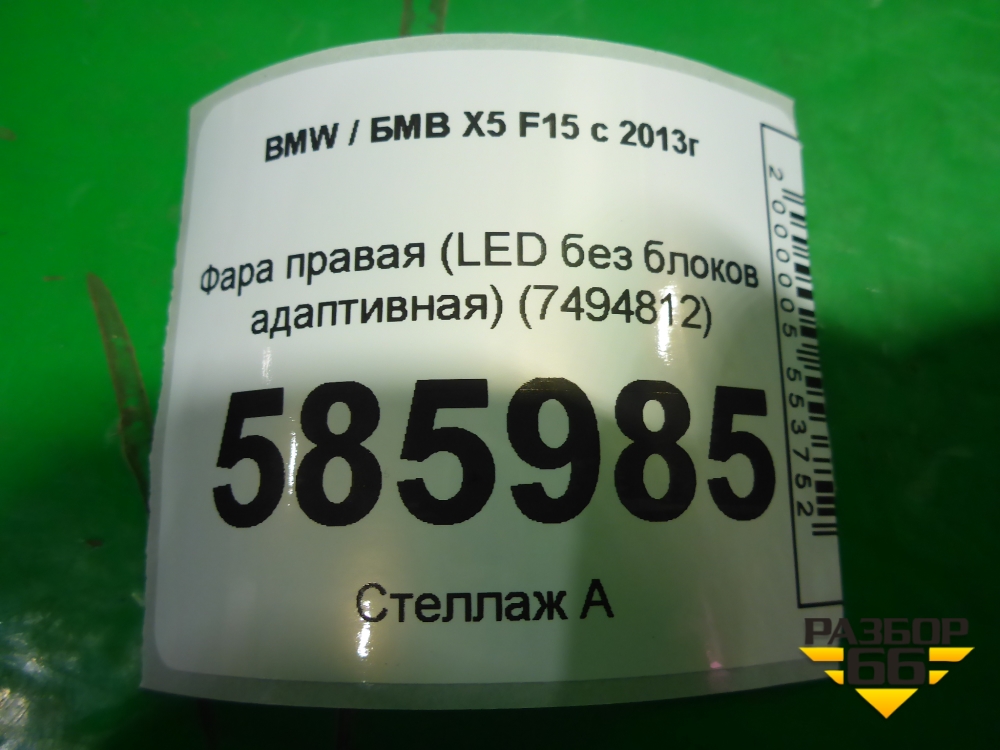 BMW / БМВ X5 F15 с 2013г
Фара правая (LED без блоков
адаптивная) (7494812)
585985
Стеллаж А
2000005553752
РАЗБОР
66